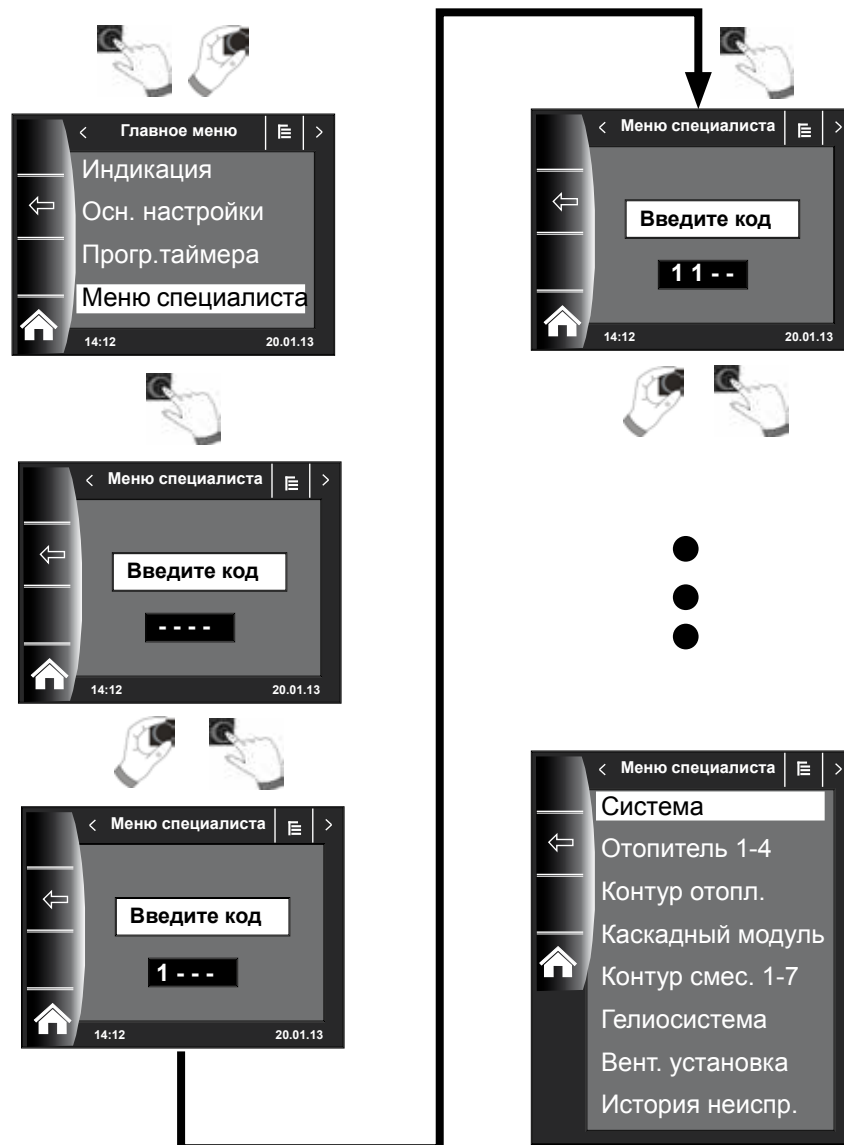 Главное меню
Индикация
Осн. настройки
Прогр.таймера
Меню специалиста
14:12 20.01.13
Меню специалиста
Введите код
- - - -
14:12 20.01.13
Меню специалиста
Введите код
1 - - -
14:12 20.01.13
Меню специалиста
Введите код
1 1 - -
14:12 20.01.13
Меню специалиста
Система
Отопитель 1-4
Контур отопл.
Каскадный модуль
Контур смес. 1-7
Гелиосистема
Вент. установка
История неиспр.